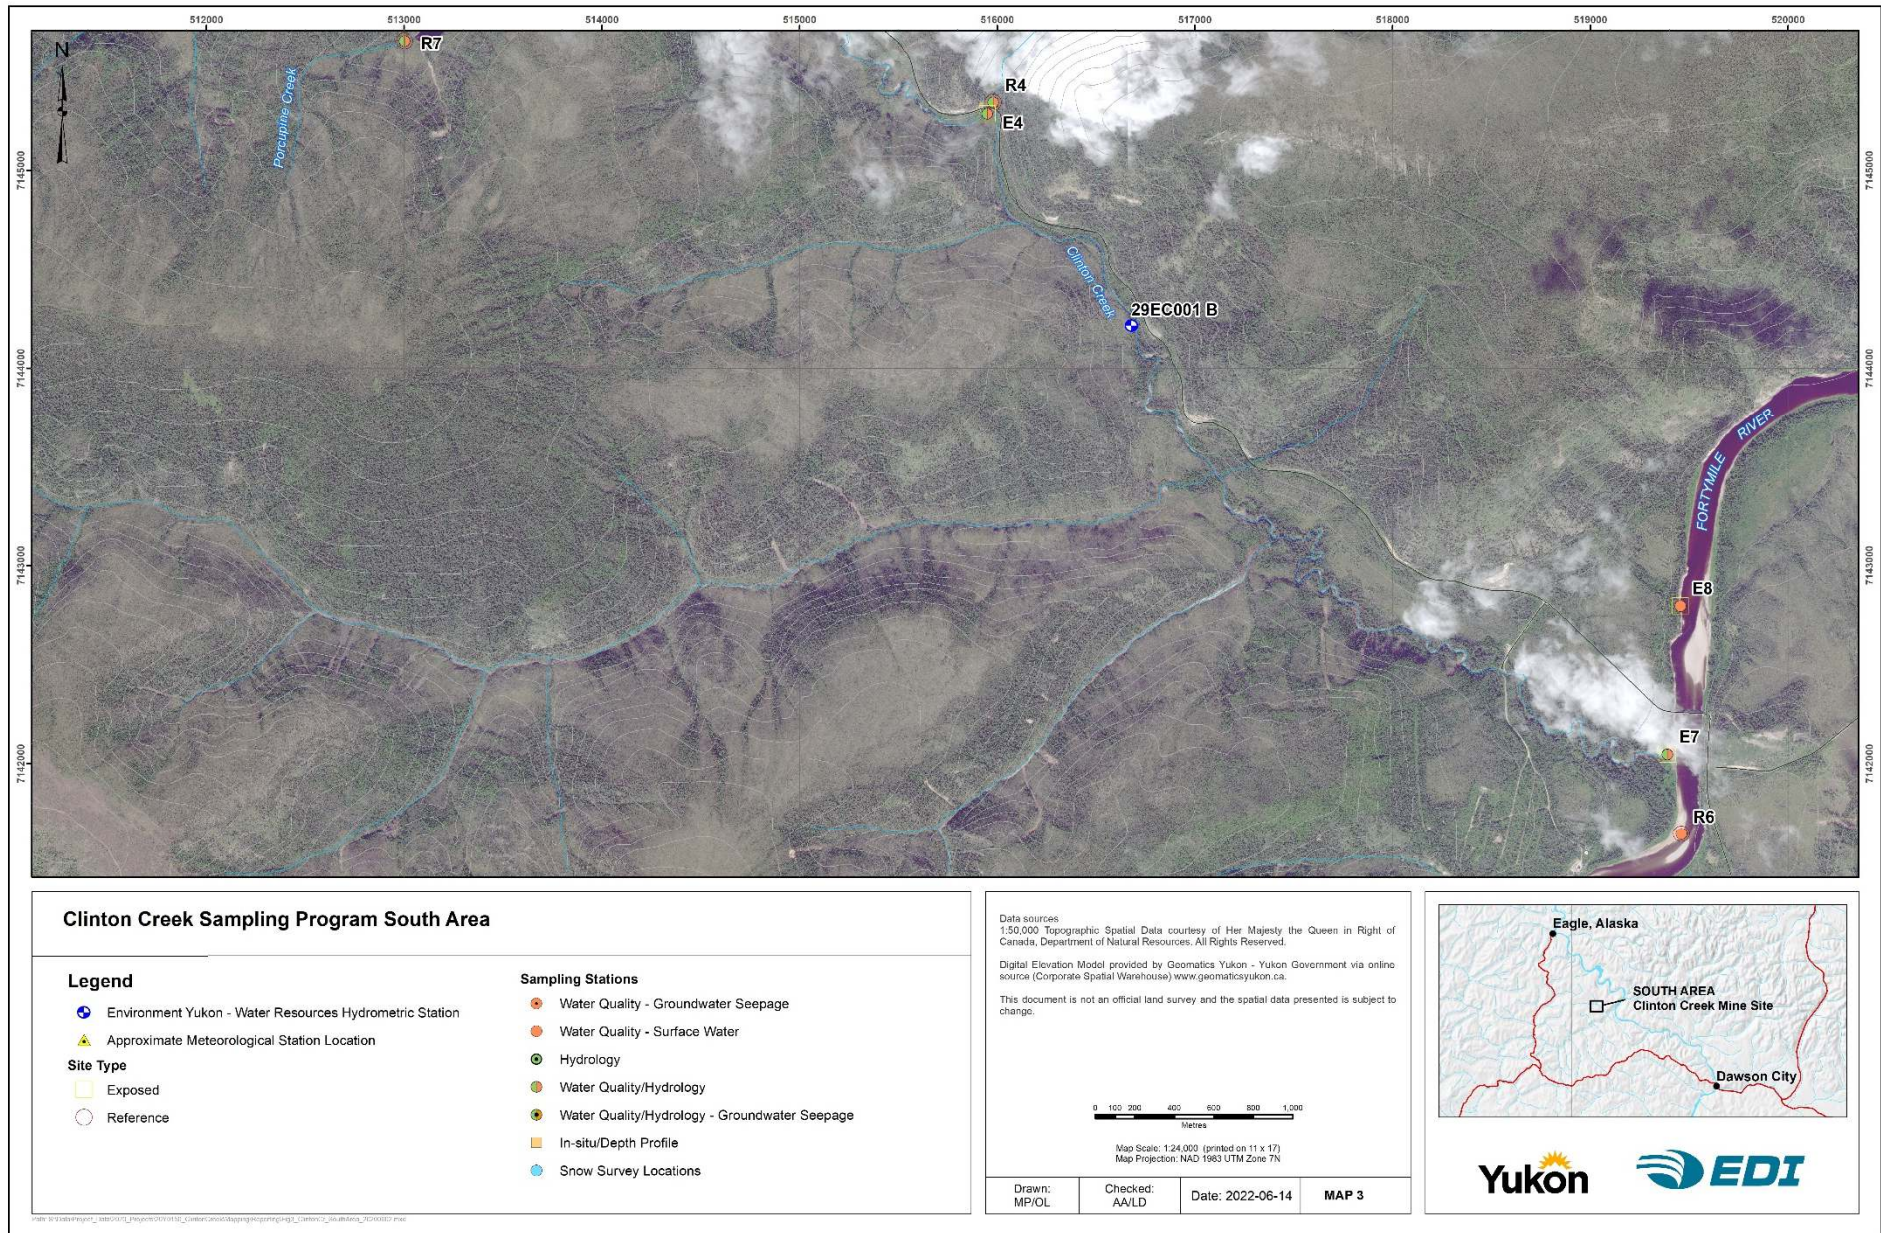 512000 513000 514000 515000 516000 517000 518000 519000 520000
N
R7
Porcupine Creek
R4
E4
7145000
7145000
Clinton Creek
29EC001 B
7144000
7144000
FORTYMILE RIVER
7143000
7143000
E8
E7
7142000
7142000
R6
Clinton Creek Sampling Program South Area
Legend
Environment Yukon - Water Resources Hydrometric Station
Approximate Meteorological Station Location
Site Type
Exposed
Reference
Sampling Stations
Water Quality - Groundwater Seepage
Water Quality - Surface Water
Hydrology
Water Quality/Hydrology
Water Quality/Hydrology - Groundwater Seepage
In-situ/Depth Profile
Snow Survey Locations
Data sources
1:50,000 Topographic Spatial Data courtesy of Her Majesty the Queen in Right of
Canada, Department of Natural Resources. All Rights Reserved.
Digital Elevation Model provided by Geomatics Yukon - Yukon Government via online
source (Corporate Spatial Warehouse) www.geomaticsyukon.ca.
This document is not an official land survey and the spatial data presented is subject to
change.
0 100 200 400 600 800 1,000
Metres
Map Scale: 1:24,000 (printed on 11 x 17)
Map Projection: NAD 1983 UTM Zone 7N
Drawn:
MP/OL
Checked:
AA/LD
Date: 2022-06-14
MAP 3
Eagle, Alaska
SOUTH AREA
Clinton Creek Mine Site
Dawson City
Yukon
EDI